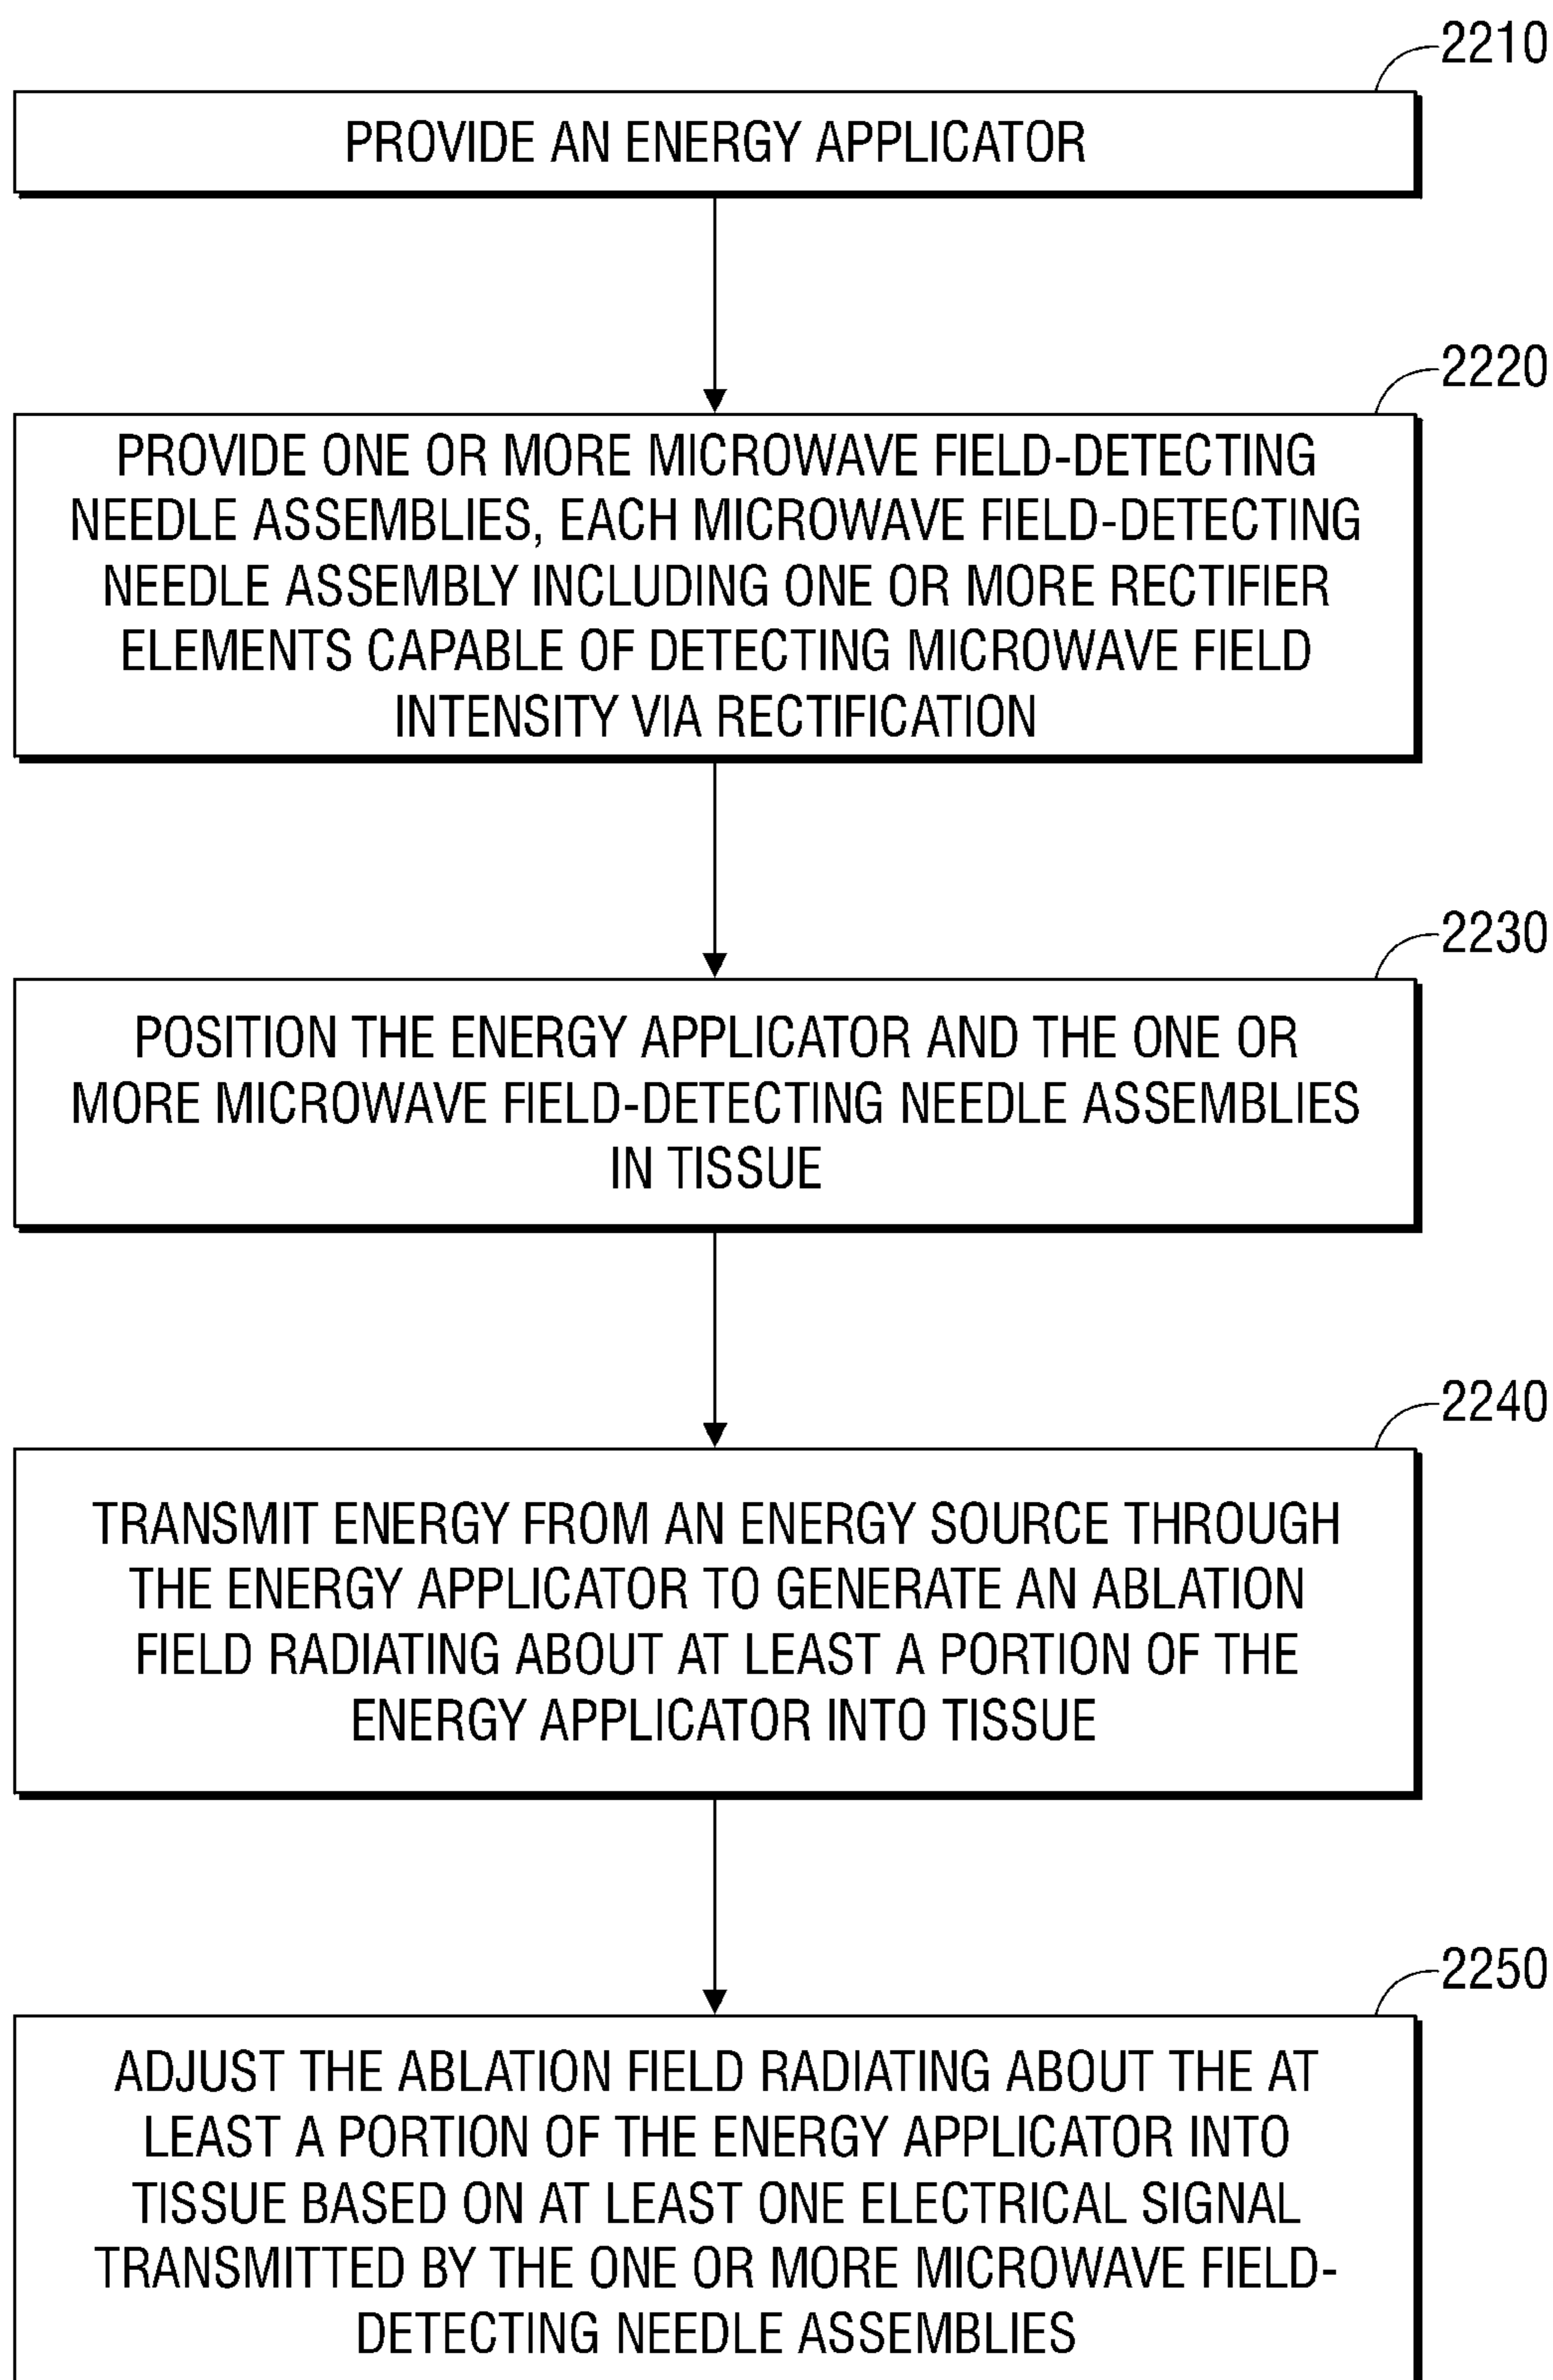 2210
PROVIDE AN ENERGY APPLICATOR
2220
PROVIDE ONE OR MORE MICROWAVE FIELD-DETECTING
NEEDLE ASSEMBLIES, EACH MICROWAVE FIELD-DETECTING
NEEDLE ASSEMBLY INCLUDING ONE OR MORE RECTIFIER
ELEMENTS CAPABLE OF DETECTING MICROWAVE FIELD
INTENSITY VIA RECTIFICATION
2230
POSITION THE ENERGY APPLICATOR AND THE ONE OR
MORE MICROWAVE FIELD-DETECTING NEEDLE ASSEMBLIES
IN TISSUE
2240
TRANSMIT ENERGY FROM AN ENERGY SOURCE THROUGH
THE ENERGY APPLICATOR TO GENERATE AN ABLATION
FIELD RADIATING ABOUT AT LEAST A PORTION OF THE
ENERGY APPLICATOR INTO TISSUE
2250
ADJUST THE ABLATION FIELD RADIATING ABOUT THE AT
LEAST A PORTION OF THE ENERGY APPLICATOR INTO
TISSUE BASED ON AT LEAST ONE ELECTRICAL SIGNAL
TRANSMITTED BY THE ONE OR MORE MICROWAVE FIELD-
DETECTING NEEDLE ASSEMBLIES